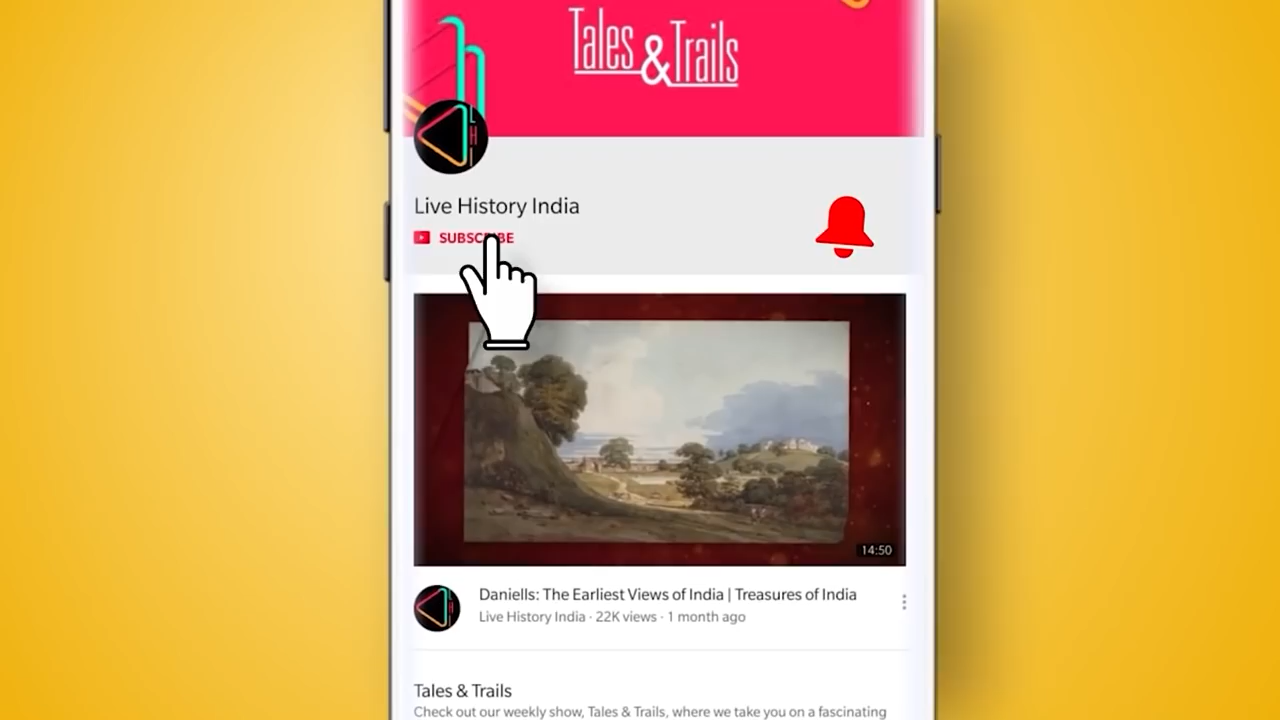 Tales & Trails
LHI
Live History India
SUBSCRIBE
14:50
Daniells: The Earliest Views of India | Treasures of India
LHI
Live History India · 22K views · 1 month ago
Tales & Trails
Check out our weekly show, Tales & Trails, where we take you on a fascinating